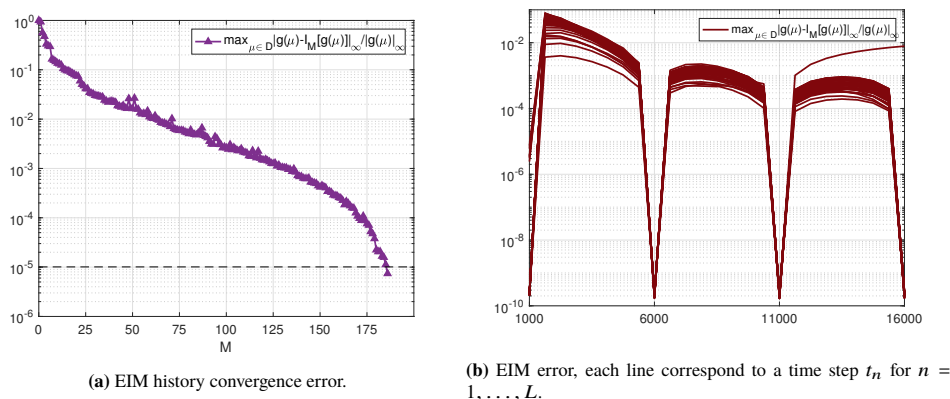 10^0
10^-1
10^-2
10^-3
10^-4
10^-5
10^-6
0 25 50 75 100 125 150 175
M
max_{μ∈ D}|g(μ)-I_M[g(μ)]|_∞/|g(μ)|_∞
(a) EIM history convergence error.
10^-2
10^-4
10^-6
10^-8
10^-10
1000 6000 11000 16000
max_{μ∈ D}|g(μ)-I_M[g(μ)]|_∞/|g(μ)|_∞
(b) EIM error, each line correspond to a time step t_n for n =
1, . . . , L.